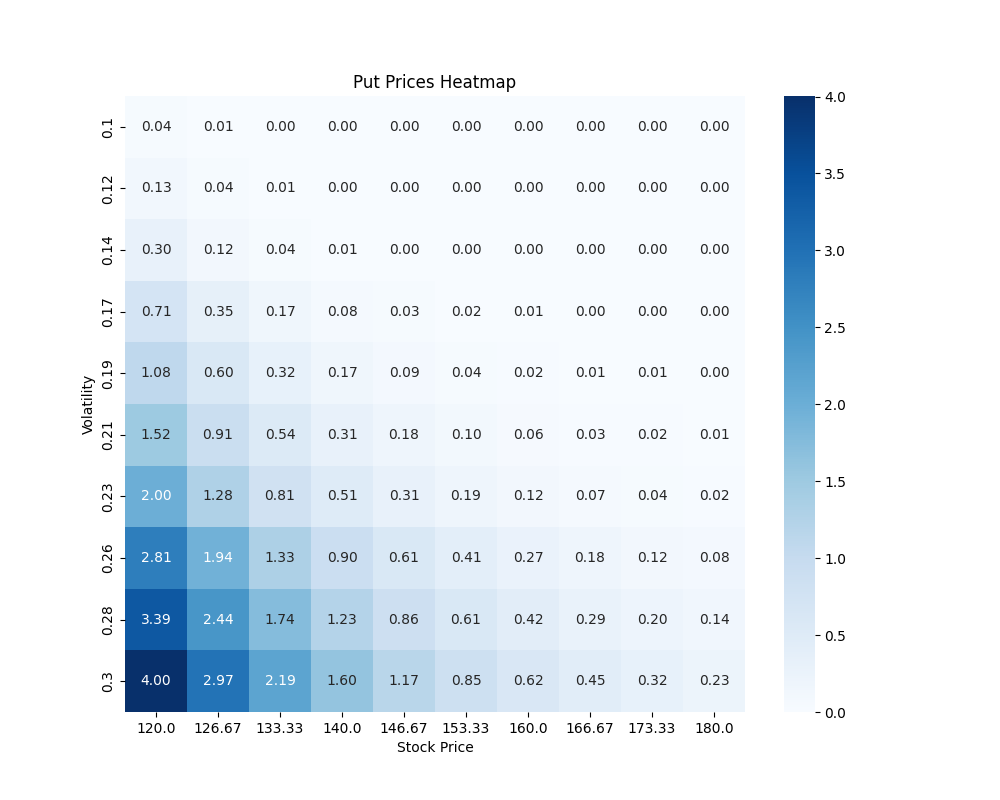 Put Prices Heatmap
0.1 0.04 0.01 0.00 0.00 0.00 0.00 0.00 0.00 0.00 0.00
0.12 0.13 0.04 0.01 0.00 0.00 0.00 0.00 0.00 0.00 0.00
0.14 0.30 0.12 0.04 0.01 0.00 0.00 0.00 0.00 0.00 0.00
0.17 0.71 0.35 0.17 0.08 0.03 0.02 0.01 0.00 0.00 0.00
0.19 1.08 0.60 0.32 0.17 0.09 0.04 0.02 0.01 0.01 0.00
0.21 1.52 0.91 0.54 0.31 0.18 0.10 0.06 0.03 0.02 0.01
0.23 2.00 1.28 0.81 0.51 0.31 0.19 0.12 0.07 0.04 0.02
0.26 2.81 1.94 1.33 0.90 0.61 0.41 0.27 0.18 0.12 0.08
0.28 3.39 2.44 1.74 1.23 0.86 0.61 0.42 0.29 0.20 0.14
0.3 4.00 2.97 2.19 1.60 1.17 0.85 0.62 0.45 0.32 0.23
120.0 126.67 133.33 140.0 146.67 153.33 160.0 166.67 173.33 180.0
Stock Price
Volatility
4.0
3.5
3.0
2.5
2.0
1.5
1.0
0.5
0.0